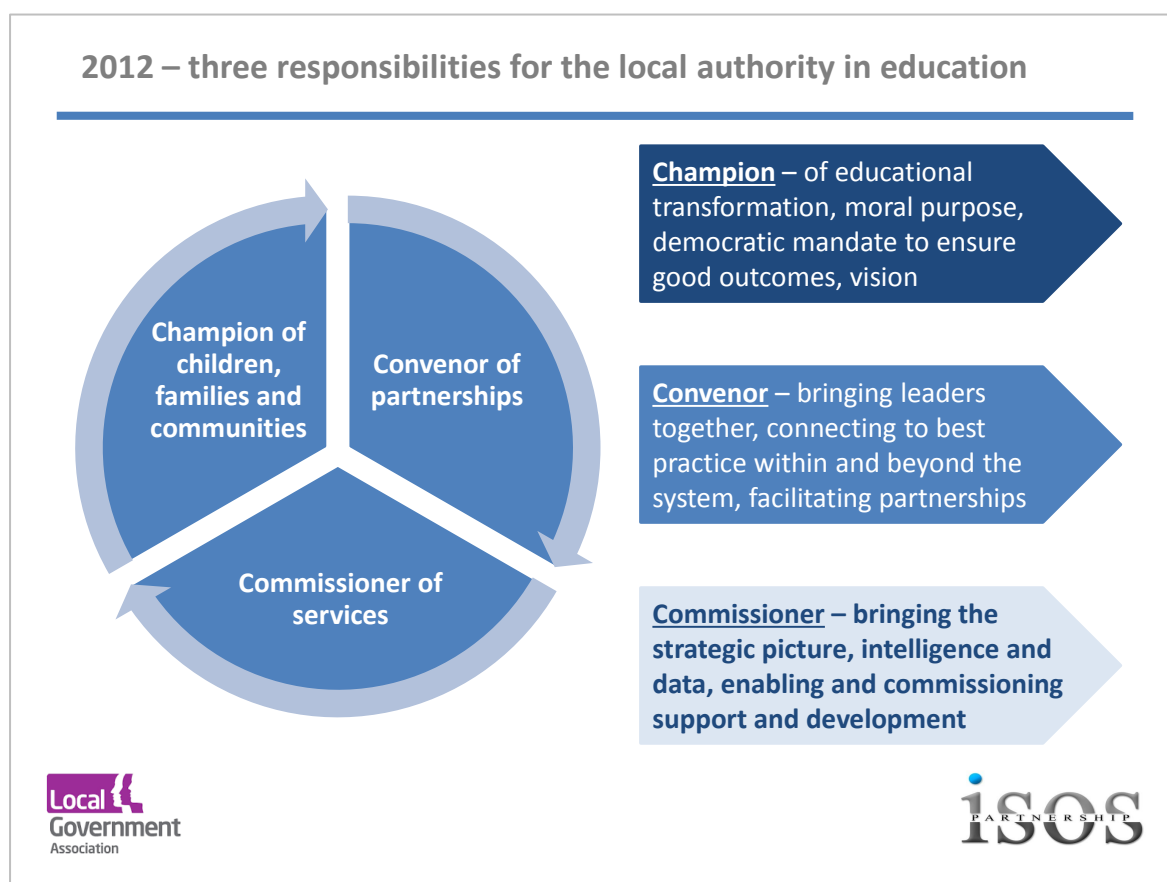 2012 – three responsibilities for the local authority in education
Champion of
children,
families and
communities
Convenor of
partnerships
Commissioner of
services
Champion – of educational
transformation, moral purpose,
democratic mandate to ensure
good outcomes, vision
Convenor – bringing leaders
together, connecting to best
practice within and beyond the
system, facilitating partnerships
Commissioner – bringing the
strategic picture, intelligence and
data, enabling and commissioning
support and development
Local
Government
Association
isos
PARTNERSHIP